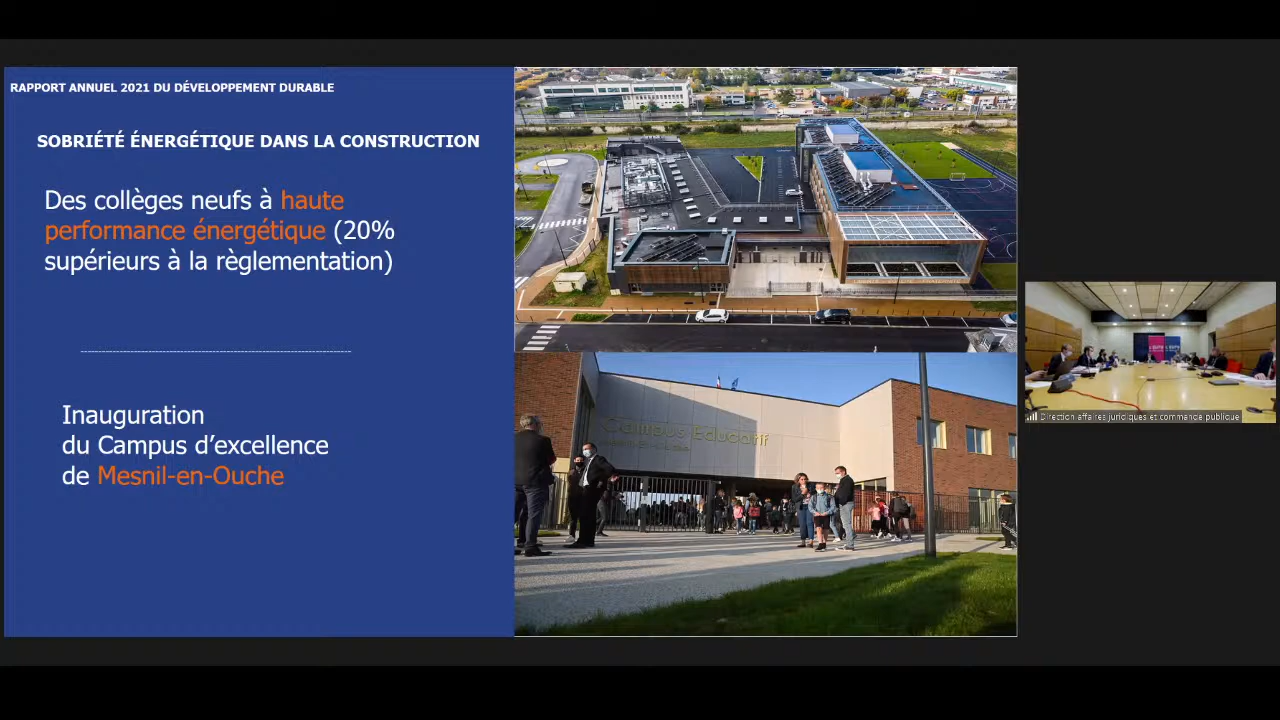 RAPPORT ANNUEL 2021 DU DÉVELOPPEMENT DURABLE
SOBRIÉTÉ ÉNERGÉTIQUE DANS LA CONSTRUCTION
Des collèges neufs à haute
performance énergétique (20%
supérieurs à la règlementation)
Inauguration
du Campus d’excellence
de Mesnil-en-Ouche
Campus Educatif
Direction affaires juridiques et commande publique